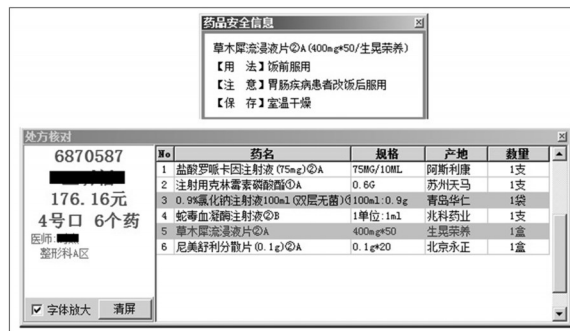 药品安全信息
草木犀流浸液片②A(400mg*50/生晃荣养)
【用 法】饭前服用
【注 意】胃肠疾病患者改饭后服用
【保 存】室温干燥
处方核对
6870587
176.16元
4号口 6个药
医师:
整形科A区
字体放大 清屏
No 药名 规格 产地 数量
1 盐酸罗哌卡因注射液(75mg)②A 75MG/10ML 阿斯利康 1支
2 注射用克林霉素磷酸酯①A 0.6G 苏州天马 1支
3 0.9%氯化钠注射液100ml(双层无菌) 100ml:0.9g 青岛华仁 1袋
4 蛇毒血凝酶注射液②B 1单位:1ml 兆科药业 1支
5 草木犀流浸液片②A 400mg*50 生晃荣养 1盒
6 尼美舒利分散片(0.1g)②A 0.1g*20 北京永正 1盒